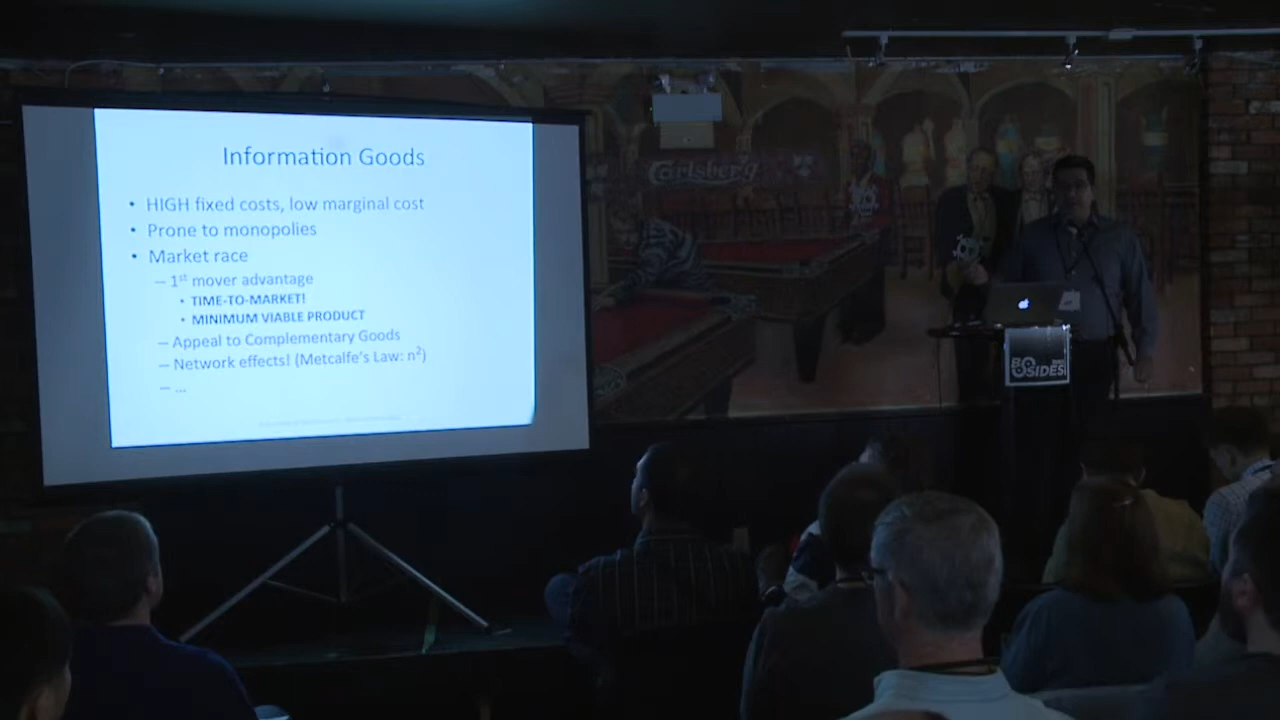 Information Goods
• HIGH fixed costs, low marginal cost
• Prone to monopolies
• Market race
– 1st mover advantage
• TIME-TO-MARKET!
• MINIMUM VIABLE PRODUCT
– Appeal to Complementary Goods
– Network effects! (Metcalfe's Law: n²)
– ...
Carlsberg
BSIDES